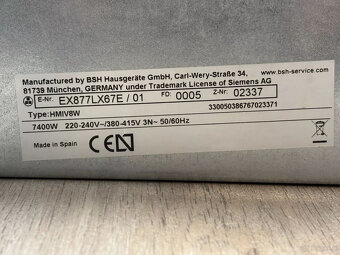 Manufactured by BSH Hausgeräte GmbH, Carl-Wery-Straße 34,
81739 München, GERMANY under Trademark License of Siemens AG
www.bsh-service.com
E-Nr. EX877LX67E / 01 FD: 0005 Z-Nr: 02337
Type:HMIV8W 330050386767023371
7400W 220-240V~/380-415V 3N~ 50/60Hz
Made in Spain CE N